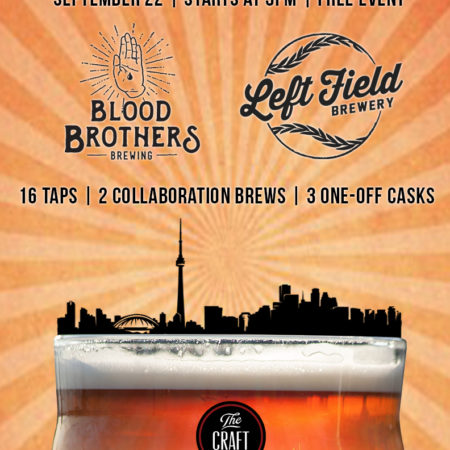 SEPTEMBER 22 | STARTS AT 5PM | FREE EVENT
BLOOD
BROTHERS
BREWING
Left Field
BREWERY
16 TAPS | 2 COLLABORATION BREWS | 3 ONE-OFF CASKS
The
CRAFT